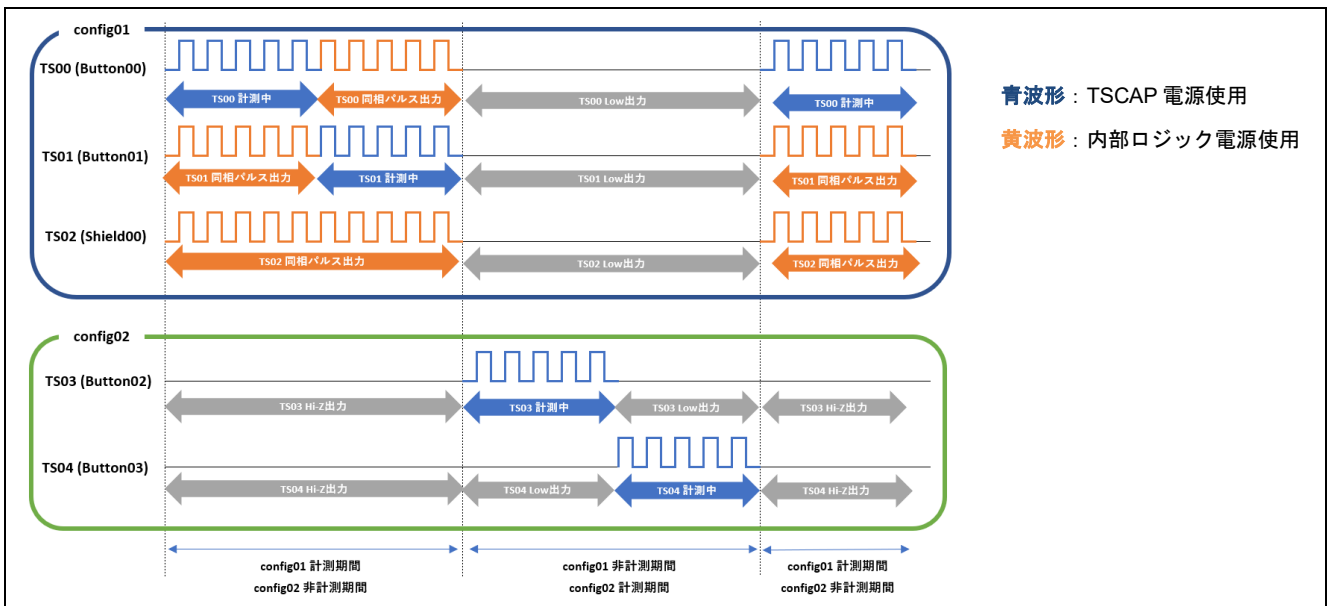 config01
TS00 (Button00)
TS00 計測中
TS00 同相パルス出力
TS00 Low出力
TS00 計測中
TS01 (Button01)
TS01 同相パルス出力
TS01 計測中
TS01 Low出力
TS01 同相パルス出力
TS02 (Shield00)
TS02 同相パルス出力
TS02 Low出力
TS02 同相パルス出力
青波形：TSCAP 電源使用
黄波形：内部ロジック電源使用
config02
TS03 (Button02)
TS03 Hi-Z出力
TS03 計測中
TS03 Low出力
TS03 Hi-Z出力
TS04 (Button03)
TS04 Hi-Z出力
TS04 Low出力
TS04 計測中
TS04 Hi-Z出力
config01 計測期間
config02 非計測期間
config01 非計測期間
config02 計測期間
config01 計測期間
config02 非計測期間